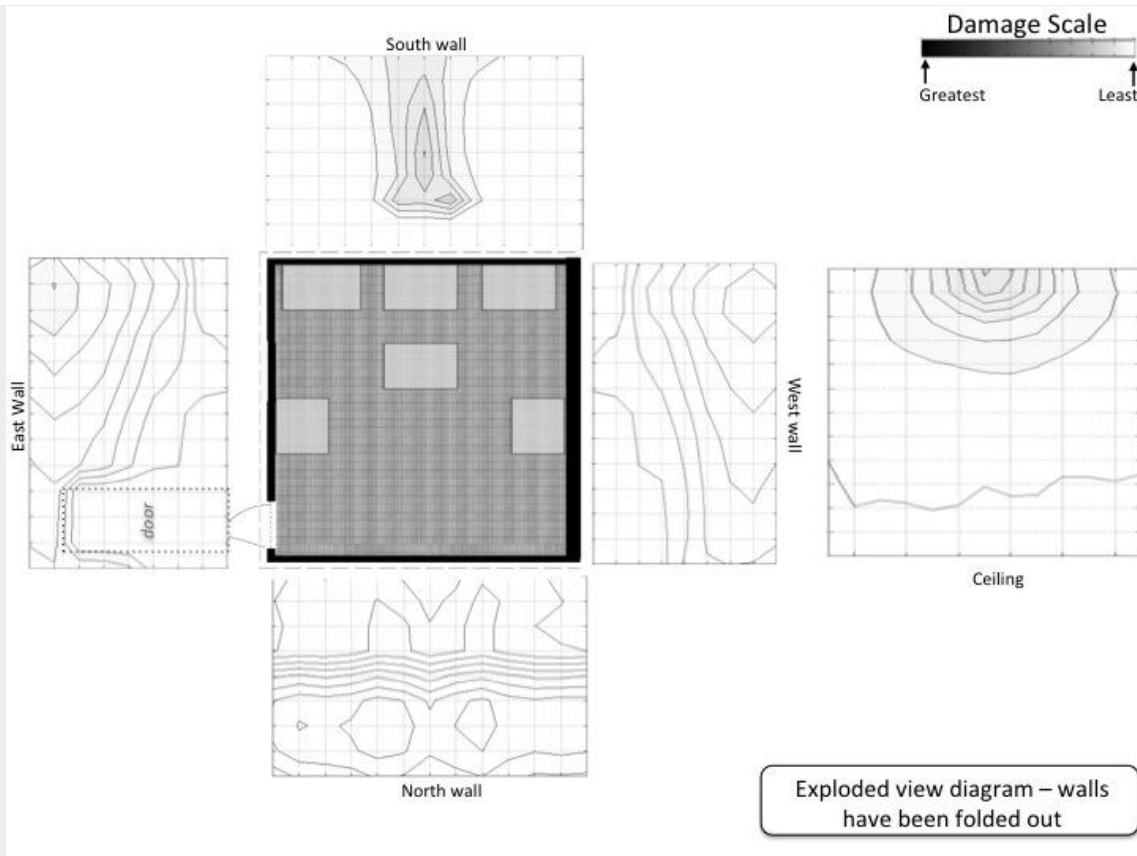 South wall
Damage Scale
Greatest
Least
East Wall
door
West wall
Ceiling
North wall
Exploded view diagram – walls
have been folded out